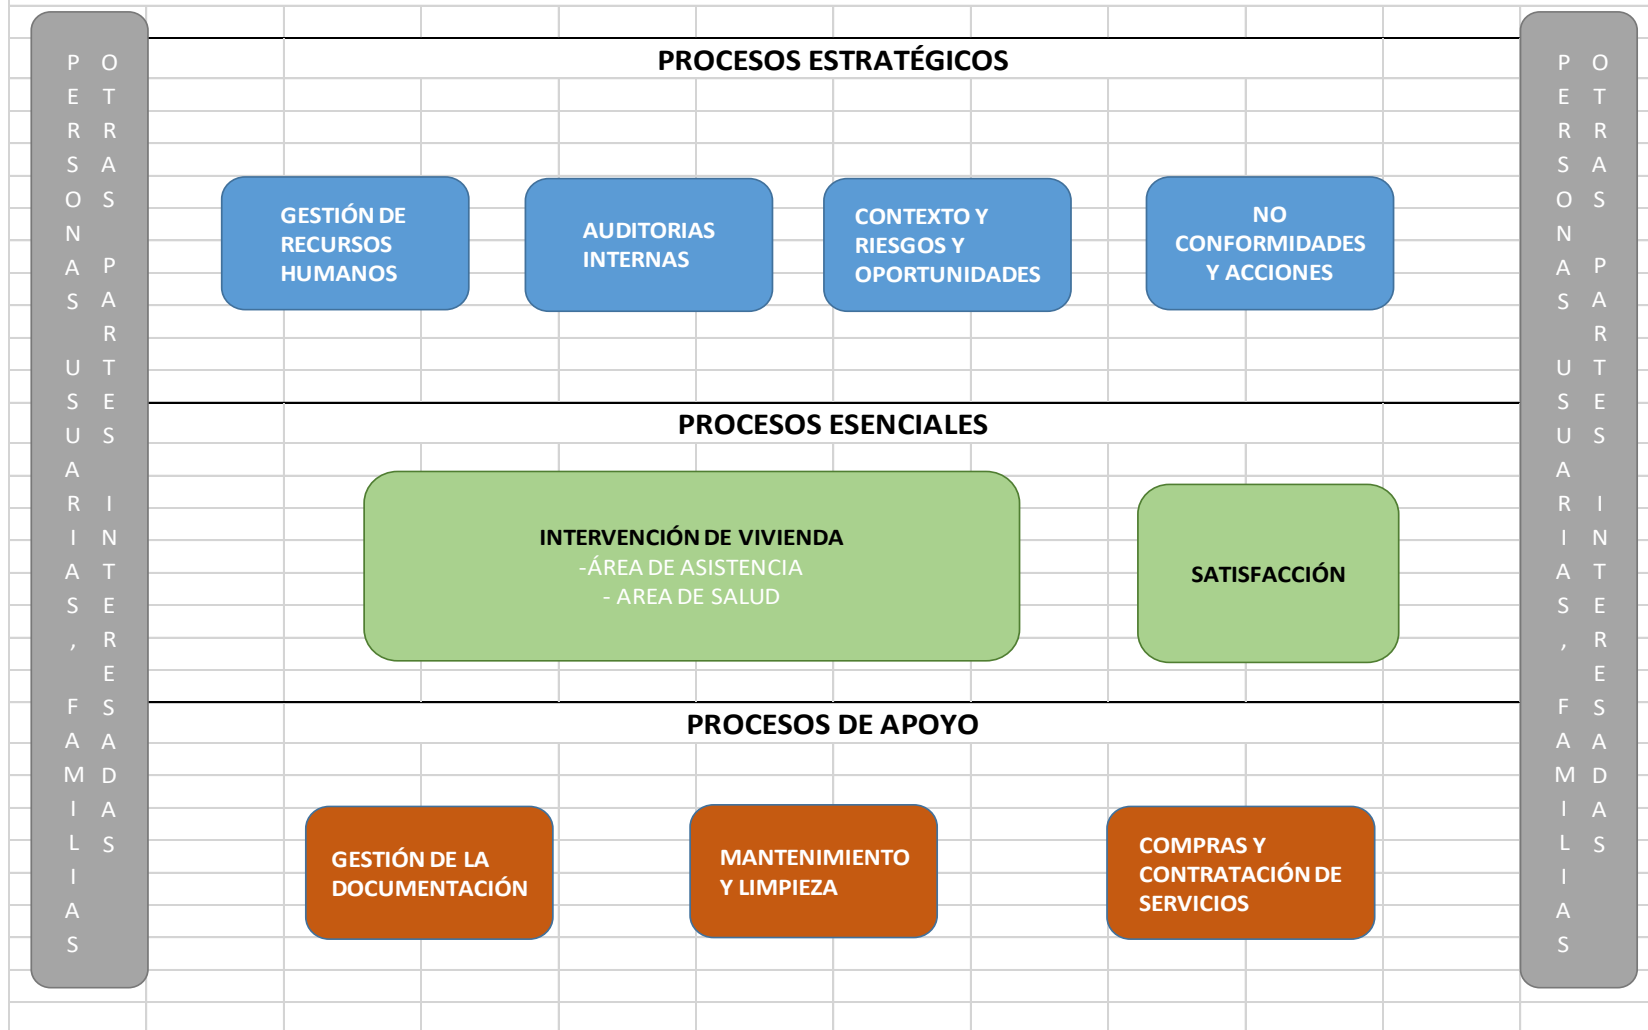 PERSONAS USUARIAS, FAMILIAS
OTRAS PARTES INTERESADAS
PROCESOS ESTRATÉGICOS
GESTIÓN DE
RECURSOS
HUMANOS
AUDITORIAS
INTERNAS
CONTEXTO Y
RIESGOS Y
OPORTUNIDADES
NO
CONFORMIDADES
Y ACCIONES
PROCESOS ESENCIALES
INTERVENCIÓN DE VIVIENDA
-ÁREA DE ASISTENCIA
- AREA DE SALUD
SATISFACCIÓN
PROCESOS DE APOYO
GESTIÓN DE LA
DOCUMENTACIÓN
MANTENIMIENTO
Y LIMPIEZA
COMPRAS Y
CONTRATACIÓN DE
SERVICIOS
PERSONAS USUARIAS, FAMILIAS
OTRAS PARTES INTERESADAS